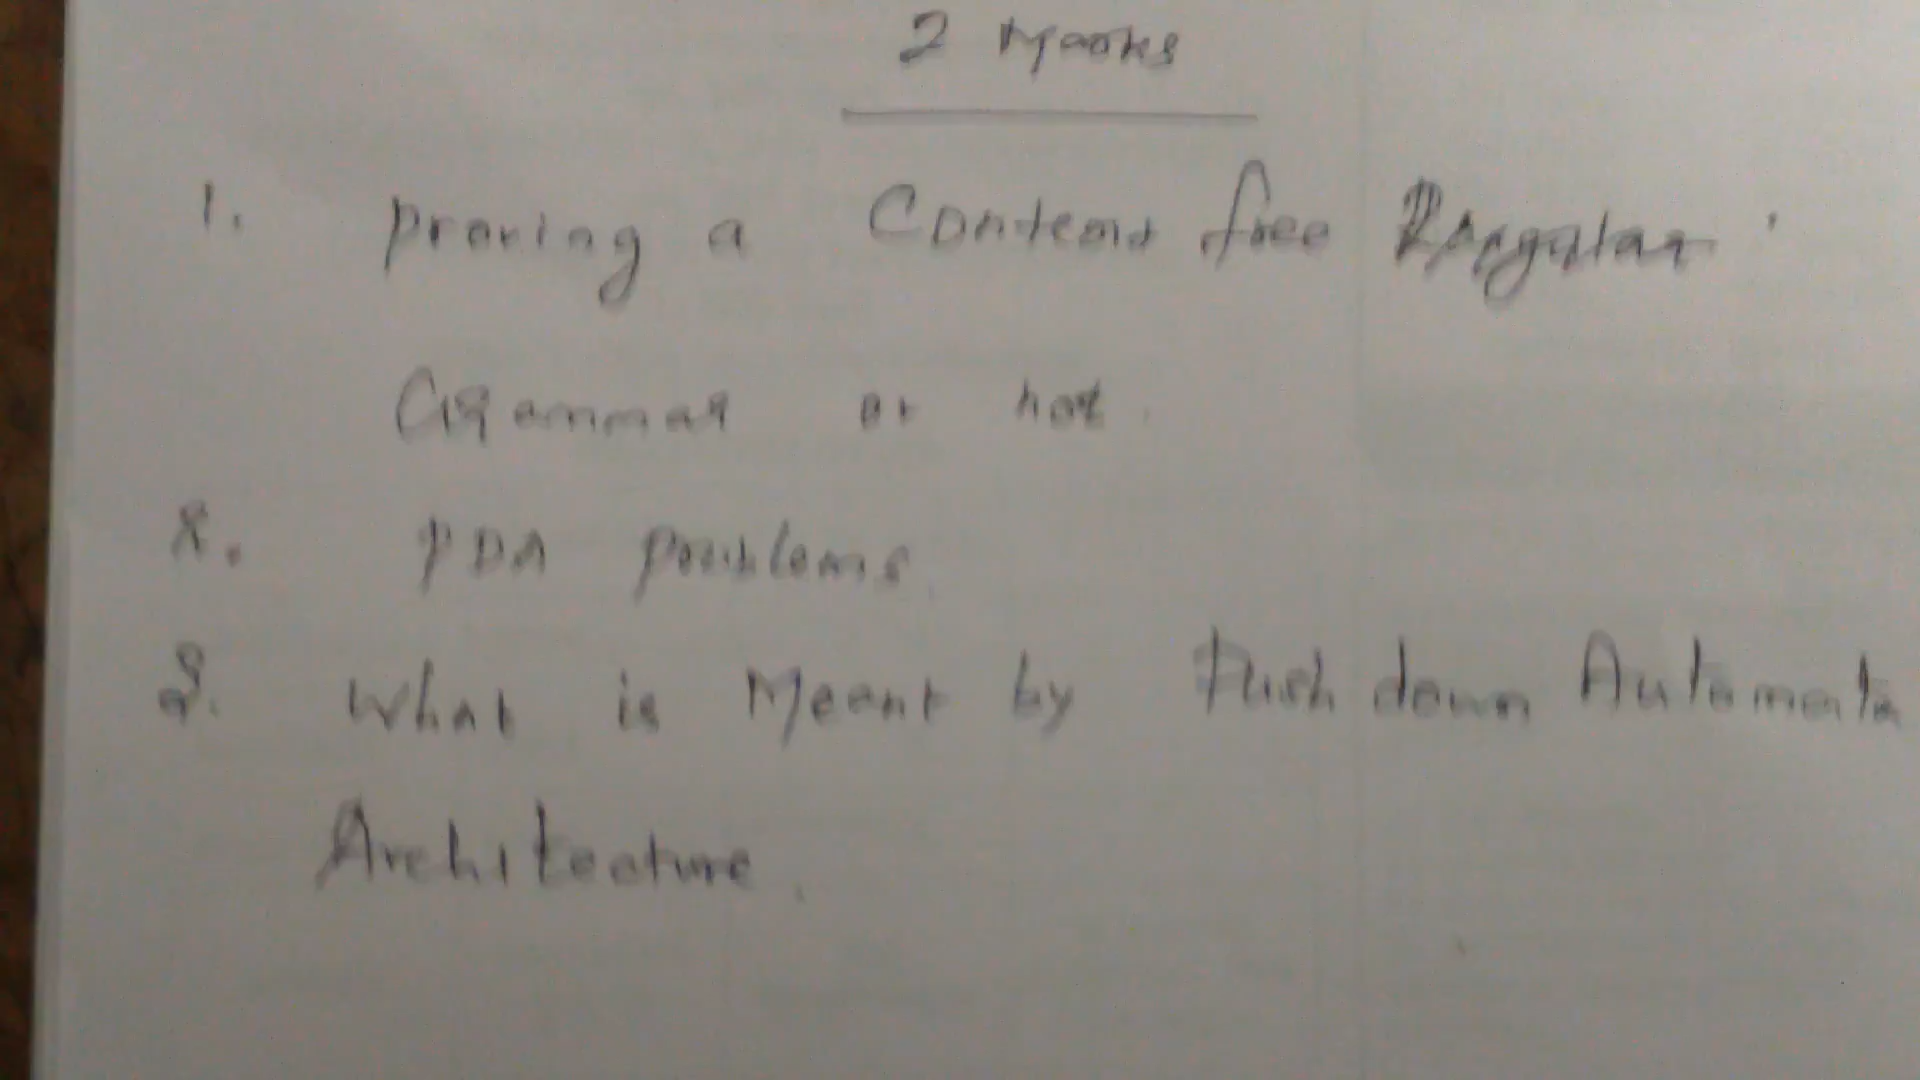 2 Marks
1. Proving a Context free Regular
Grammar or not.
2. PDA Problems.
3. What is Meant by Push down Automata
Architecture.